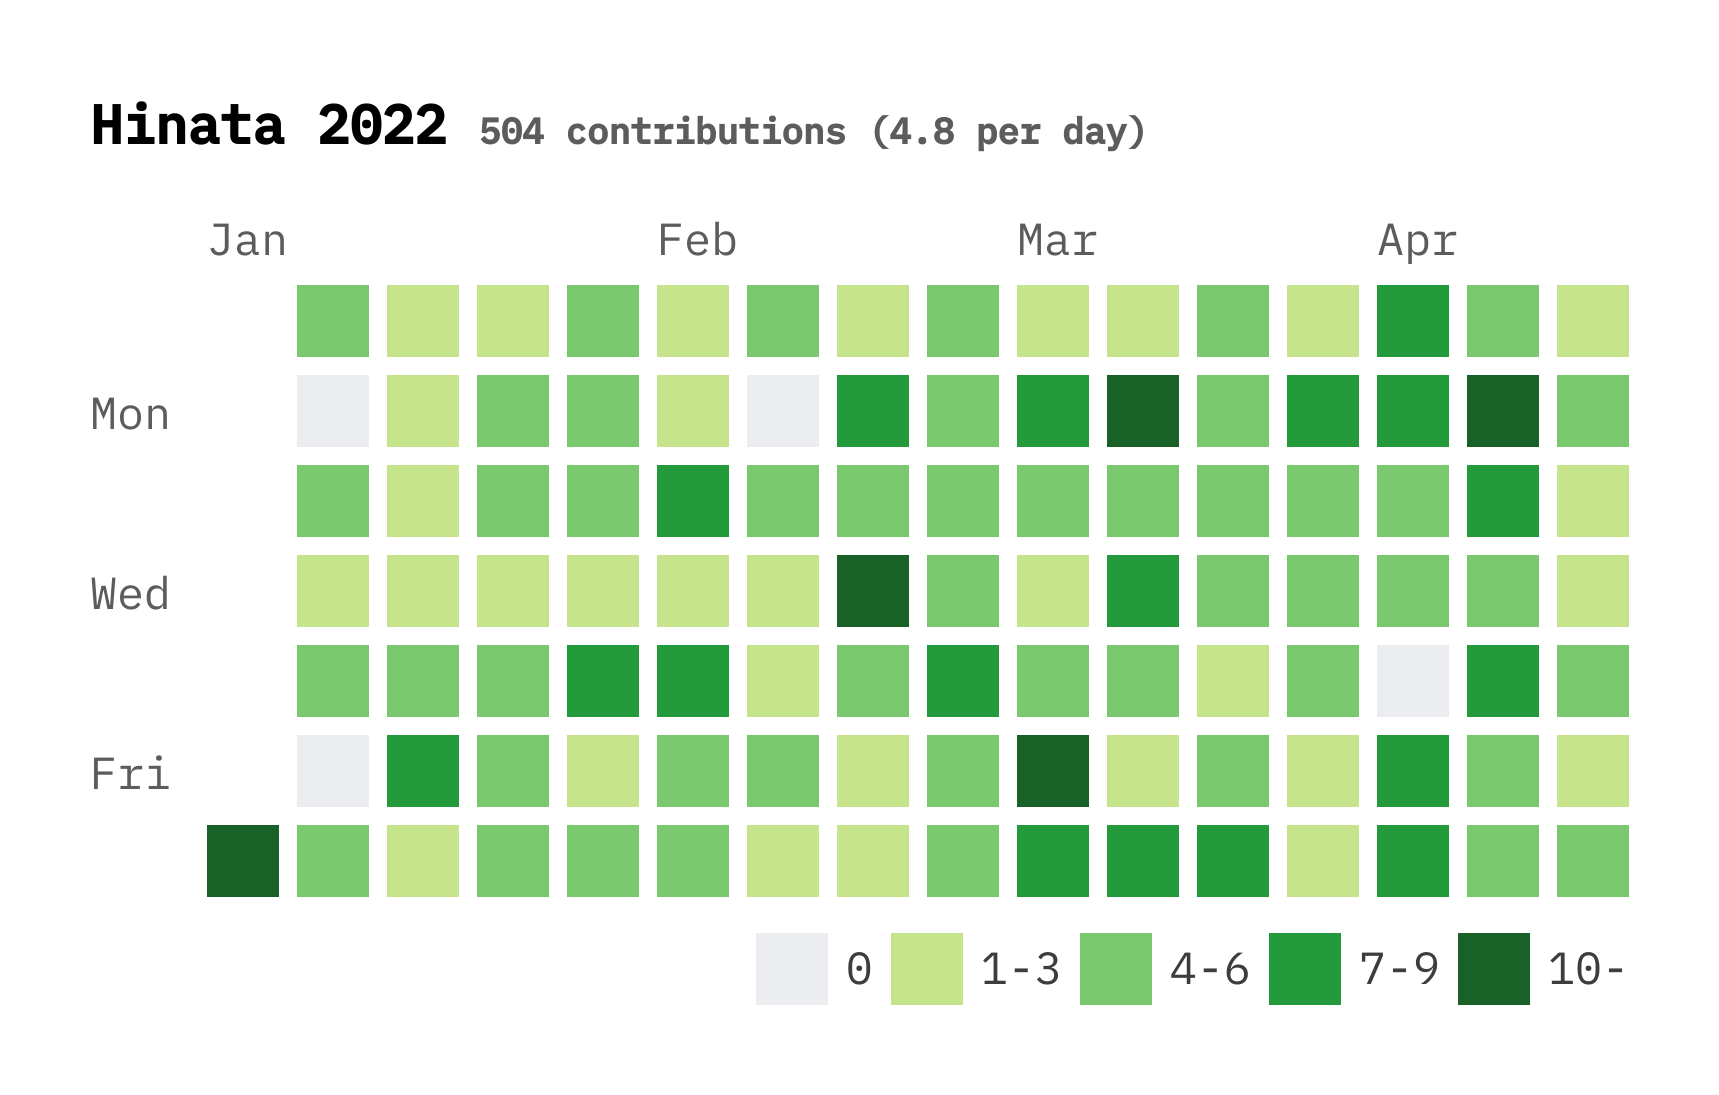 Hinata 2022 504 contributions (4.8 per day)
Jan Feb Mar Apr
Mon
Wed
Fri
0 1-3 4-6 7-9 10-